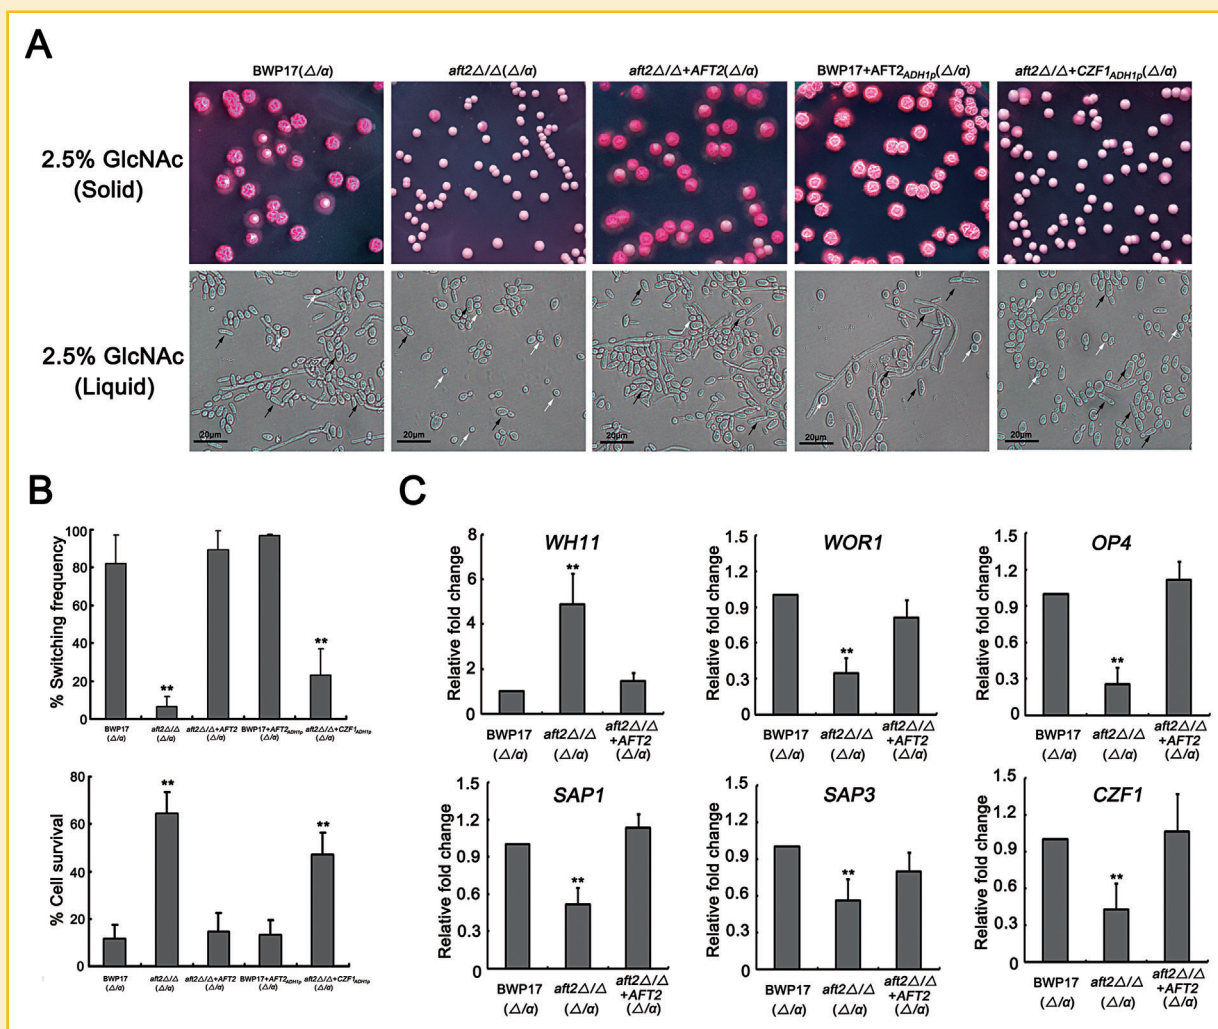 A
BWP17(△/α)
aft2△/△(△/α)
aft2△/△+AFT2(△/α)
BWP17+AFT2ADH1p(△/α)
aft2△/△+CZF1ADH1p(△/α)
2.5% GlcNAc
(Solid)
2.5% GlcNAc
(Liquid)
20μm
20μm
20μm
20μm
20μm
B
% Switching frequency
100
80
60
40
20
0
**
**
BWP17
(△/α)
aft2△/△
(△/α)
aft2△/△+AFT2
(△/α)
BWP17+AFT2ADH1p
(△/α)
aft2△/△+CZF1ADH1p
(△/α)
% Cell survival
80
60
40
20
0
**
**
BWP17
(△/α)
aft2△/△
(△/α)
aft2△/△+AFT2
(△/α)
BWP17+AFT2ADH1p
(△/α)
aft2△/△+CZF1ADH1p
(△/α)
C
WH11
Relative fold change
8
6
4
2
0
**
BWP17
(△/α)
aft2△/△
(△/α)
aft2△/△
+AFT2
(△/α)
WOR1
Relative fold change
1.5
1.2
0.9
0.6
0.3
0
**
BWP17
(△/α)
aft2△/△
(△/α)
aft2△/△
+AFT2
(△/α)
OP4
Relative fold change
1.5
1.2
0.9
0.6
0.3
0
**
BWP17
(△/α)
aft2△/△
(△/α)
aft2△/△
+AFT2
(△/α)
SAP1
Relative fold change
1.5
1.2
0.9
0.6
0.3
0
**
BWP17
(△/α)
aft2△/△
(△/α)
aft2△/△
+AFT2
(△/α)
SAP3
Relative fold change
1.5
1.2
0.9
0.6
0.3
0
**
BWP17
(△/α)
aft2△/△
(△/α)
aft2△/△
+AFT2
(△/α)
CZF1
Relative fold change
1.5
1.2
0.9
0.6
0.3
0
**
BWP17
(△/α)
aft2△/△
(△/α)
aft2△/△
+AFT2
(△/α)